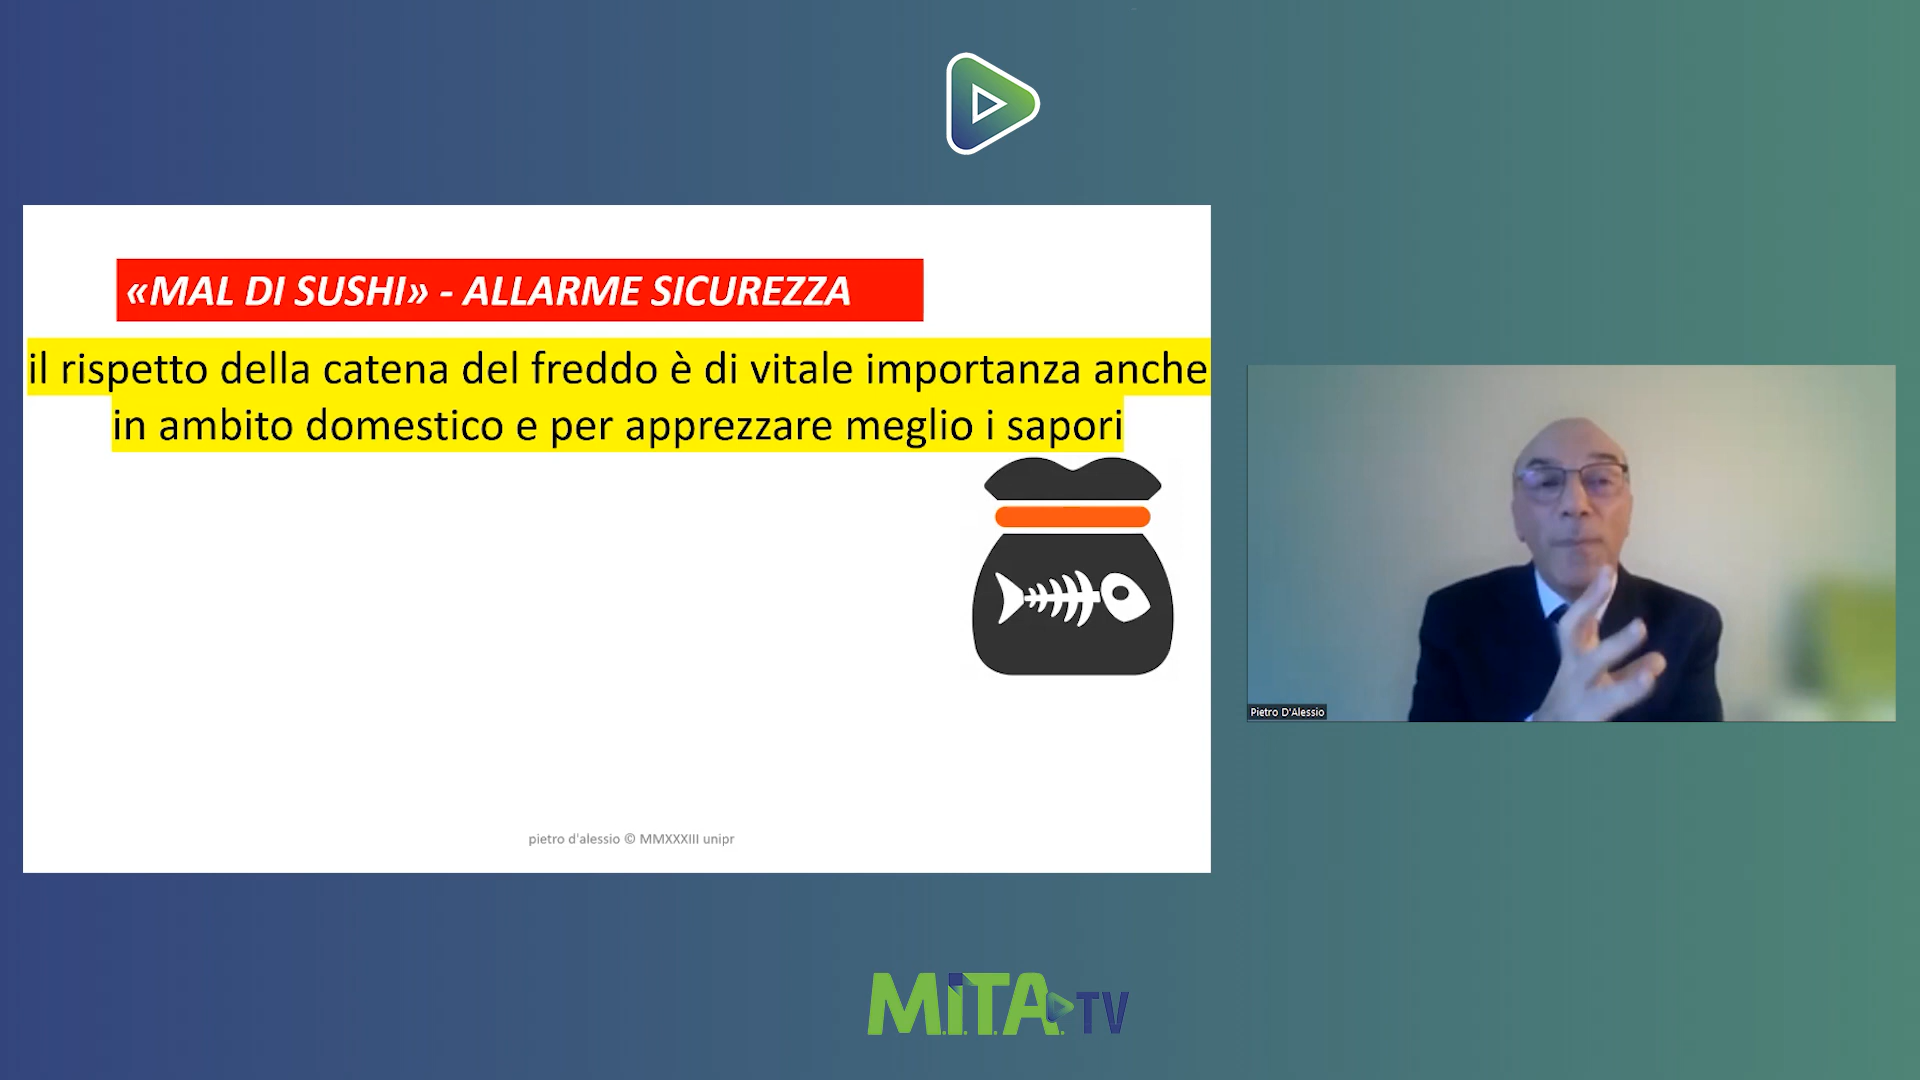 «MAL DI SUSHI» - ALLARME SICUREZZA
il rispetto della catena del freddo è di vitale importanza anche
in ambito domestico e per apprezzare meglio i sapori
pietro d'alessio © MMXXXIII unipr
Pietro D'Alessio
M.i.T.A. TV